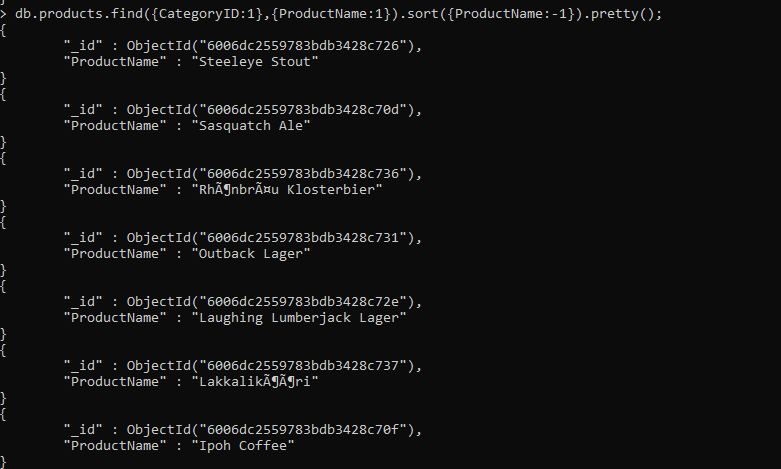 }
> db.products.find({CategoryID:1},{ProductName:1}).sort({ProductName:-1}).pretty();
{
"_id" : ObjectId("6006dc2559783bdb3428c726"),
"ProductName" : "Steeleye Stout"
}
{
"_id" : ObjectId("6006dc2559783bdb3428c70d"),
"ProductName" : "Sasquatch Ale"
}
{
"_id" : ObjectId("6006dc2559783bdb3428c736"),
"ProductName" : "RhÃ¶nbrÃ¤u Klosterbier"
}
{
"_id" : ObjectId("6006dc2559783bdb3428c731"),
"ProductName" : "Outback Lager"
}
{
"_id" : ObjectId("6006dc2559783bdb3428c72e"),
"ProductName" : "Laughing Lumberjack Lager"
}
{
"_id" : ObjectId("6006dc2559783bdb3428c737"),
"ProductName" : "LakkalikÃ¶Ã¶ri"
}
{
"_id" : ObjectId("6006dc2559783bdb3428c70f"),
"ProductName" : "Ipoh Coffee"
}